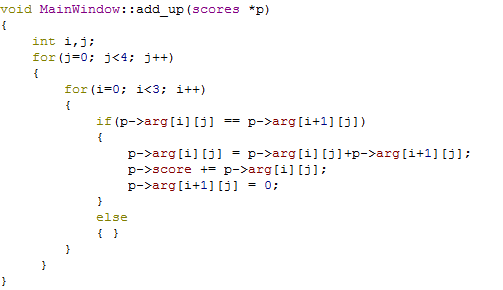 void MainWindow::add_up(scores *p)
{
    int i,j;
    for(j=0; j<4; j++)
    {
        for(i=0; i<3; i++)
        {
            if(p->arg[i][j] == p->arg[i+1][j])
            {
                p->arg[i][j] = p->arg[i][j]+p->arg[i+1][j];
                p->score += p->arg[i][j];
                p->arg[i+1][j] = 0;
            }
            else
            { }
        }
     }
}